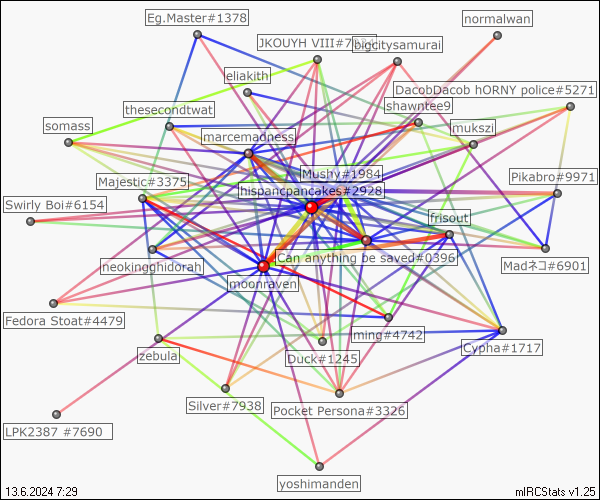 Eg.Master#1378
normalwan
JKOUYH VIII#7
bigcitysamurai
eliakith
DacobDacob hORNY police#5271
shawntee9
thesecondtwat
mukszi
somass
marcemadness
Mushy#1984
Pikabro#9971
Majestic#3375
hispancpancakes#2928
Swirly Boi#6154
frisout
Can anything be saved#0396
Madネコ#6901
neokingghidorah
moonraven
Fedora Stoat#4479
ming#4742
Cypha#1717
zebula
Duck#1245
Silver#7938
Pocket Persona#3326
LPK2387 #7690
yoshimanden
13.6.2024 7:29
mIRCStats v1.25